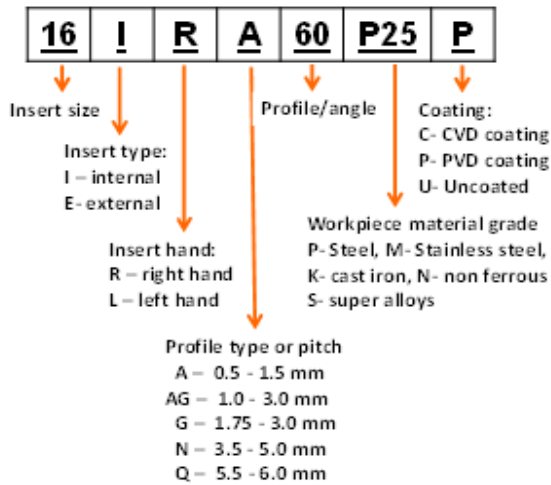 16 I R A 60 P25 P
Insert size
Profile/angle
Coating:
C- CVD coating
P- PVD coating
U- Uncoated
Insert type:
I – internal
E- external
Workpiece material grade
P- Steel, M- Stainless steel,
K- cast iron, N- non ferrous
S- super alloys
Insert hand:
R – right hand
L – left hand
Profile type or pitch
A – 0.5 - 1.5 mm
AG – 1.0 - 3.0 mm
G – 1.75 - 3.0 mm
N – 3.5 - 5.0 mm
Q – 5.5 - 6.0 mm